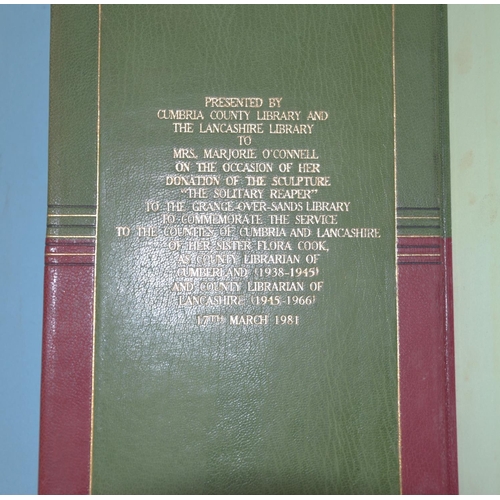 PRESENTED BY
CUMBRIA COUNTY LIBRARY AND
THE LANCASHIRE LIBRARY
TO
MRS. MARJORIE O'CONNELL
ON THE OCCASION OF HER
DONATION OF THE SCULPTURE
"THE SOLITARY REAPER"
TO THE GRANGE-OVER-SANDS LIBRARY
TO COMMEMORATE THE SERVICE
TO THE COUNTIES OF CUMBRIA AND LANCASHIRE
OF HER SISTER FLORA COOK,
AS COUNTY LIBRARIAN OF
CUMBERLAND (1938-1945)
AND COUNTY LIBRARIAN OF
LANCASHIRE (1945-1966)
17TH MARCH 1981